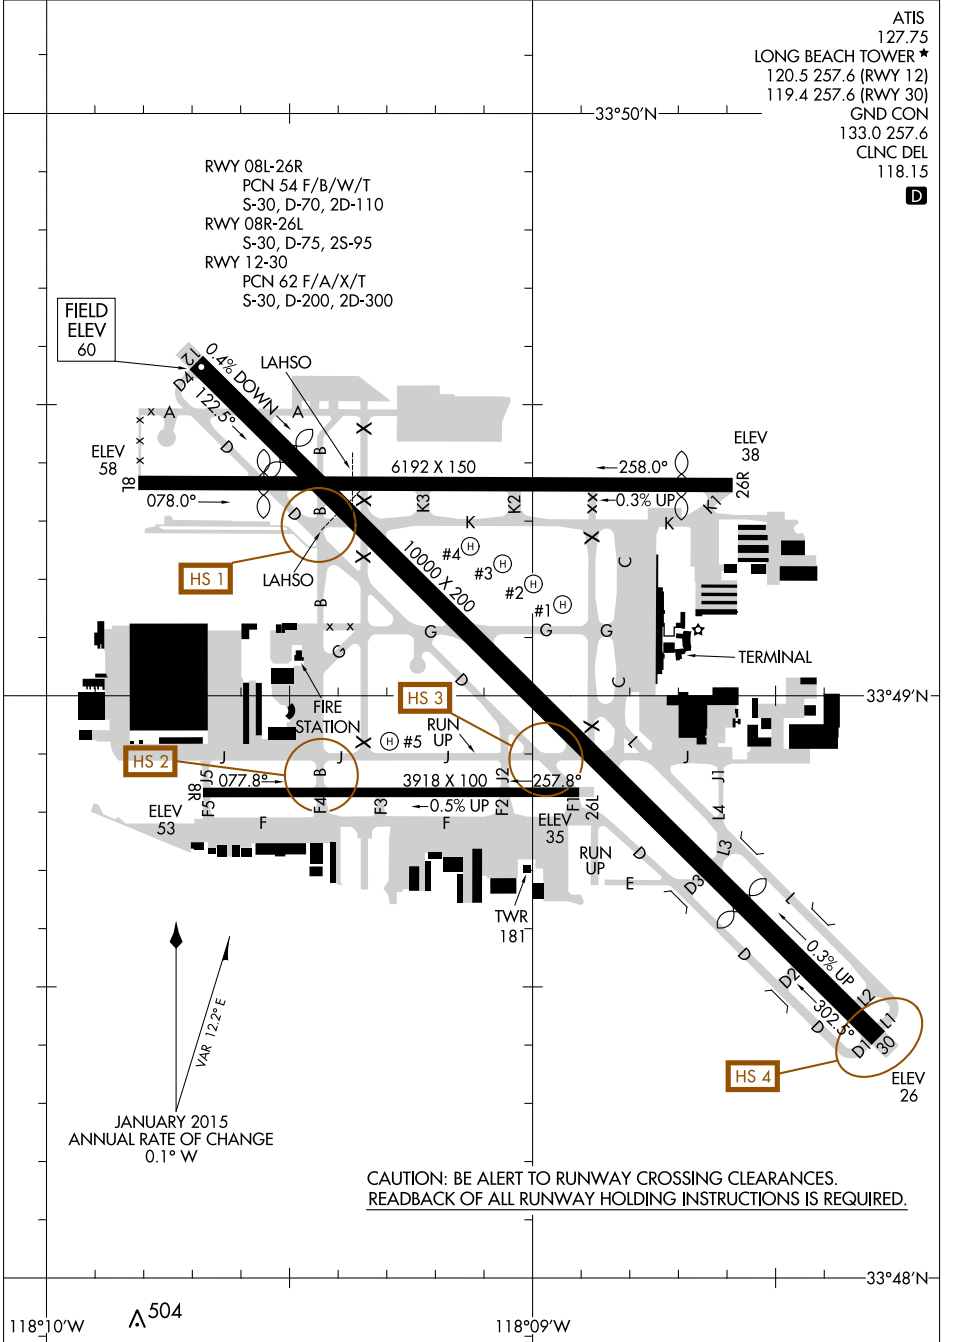 ATIS
127.75
LONG BEACH TOWER ★
120.5 257.6 (RWY 12)
119.4 257.6 (RWY 30)
GND CON
133.0 257.6
CLNC DEL
118.15
D
33°50'N
RWY 08L-26R
PCN 54 F/B/W/T
S-30, D-70, 2D-110
RWY 08R-26L
S-30, D-75, 2S-95
RWY 12-30
PCN 62 F/A/X/T
S-30, D-200, 2D-300
FIELD
ELEV
60
12
0.4% DOWN
LAHSO
D4
122.5°
A
A
D
B
X
ELEV
58
ELEV
38
6192 X 150
258.0°
8L
26R
078.0°
0.3% UP
X
K3
K2
K1
D
B
K
K
X
HS 1
LAHSO
X
10000 X 200
#4 H
#3 H
#2 H
#1 H
C
B
G
G
G
G
TERMINAL
D
C
HS 3
33°49'N
FIRE
STATION
RUN
UP
X
L
H #5
HS 2
J
J
J
J
J5
B
J2
J1
077.8°
3918 X 100
257.8°
8R
F5
F4
F3
F2
F1
26L
0.5% UP
L4
ELEV
53
F
F
ELEV
35
RUN
UP
D
L3
E
D3
TWR
181
L
D
0.3% UP
D2
302.5°
L2
L1
D
D1
30
HS 4
ELEV
26
VAR 12.2° E
JANUARY 2015
ANNUAL RATE OF CHANGE
0.1° W
CAUTION: BE ALERT TO RUNWAY CROSSING CLEARANCES.
READBACK OF ALL RUNWAY HOLDING INSTRUCTIONS IS REQUIRED.
33°48'N
504
118°10'W
118°09'W